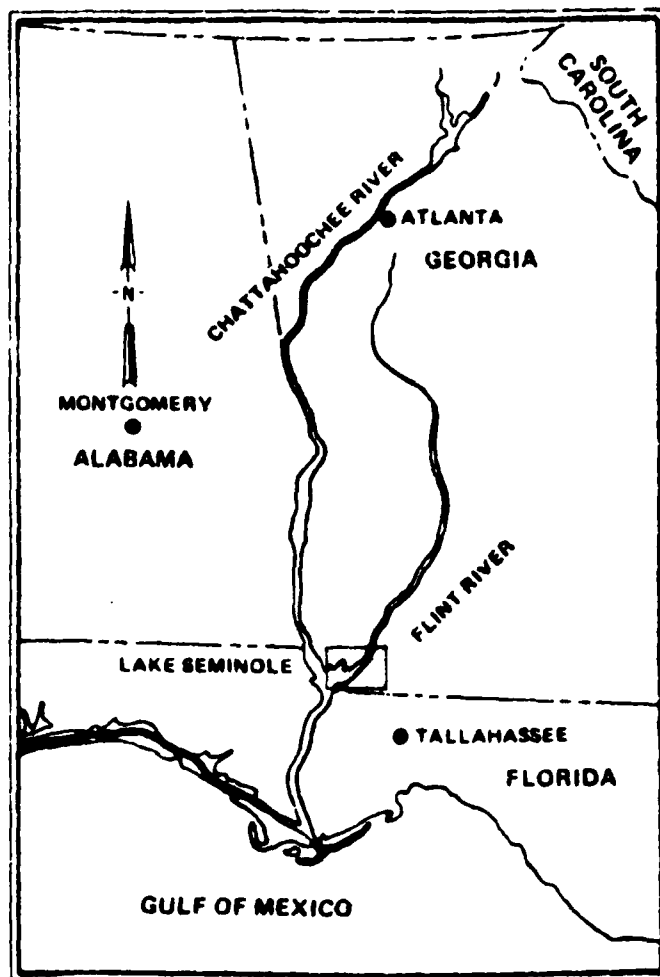 SOUTH
CAROLINA
CHATTAHOOCHEE RIVER
ATLANTA
GEORGIA
-N-
MONTGOMERY
ALABAMA
FLINT RIVER
LAKE SEMINOLE
TALLAHASSEE
FLORIDA
GULF OF MEXICO